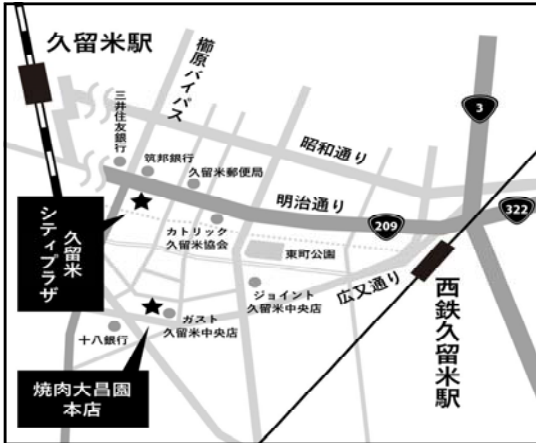 久留米駅
櫛原バイパス
三井住友銀行
筑邦銀行
久留米郵便局
昭和通り
3
322
明治通り
209
久留米
シティプラザ
カトリック
久留米協会
東町公園
広又通り
西鉄久留米駅
ジョイント
久留米中央店
ガスト
久留米中央店
十八銀行
焼肉大昌園
本店